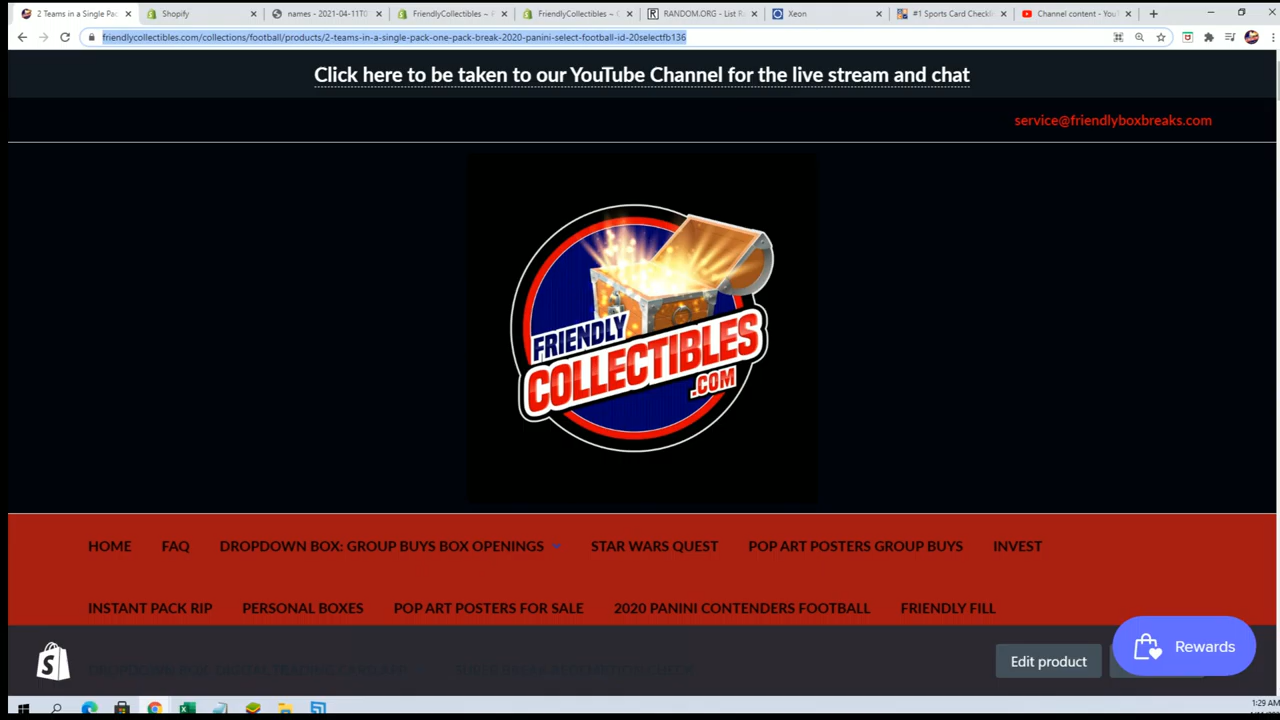 2 Teams in a Single Pac
Shopify
names - 2021-04-11T0
FriendlyCollectibles ~ F
FriendlyCollectibles ~ C
RANDOM.ORG - List Ra
Xeon
#1 Sports Card Checkli
Channel content - YouT
friendlycollectibles.com/collections/football/products/2-teams-in-a-single-pack-one-pack-break-2020-panini-select-football-id-20selectfb136
Click here to be taken to our YouTube Channel for the live stream and chat
service@friendlyboxbreaks.com
FRIENDLY
COLLECTIBLES
.COM
HOME FAQ DROPDOWN BOX: GROUP BUYS BOX OPENINGS STAR WARS QUEST POP ART POSTERS GROUP BUYS INVEST
INSTANT PACK RIP PERSONAL BOXES POP ART POSTERS FOR SALE 2020 PANINI CONTENDERS FOOTBALL FRIENDLY FILL
Edit product
Rewards
1:29 AM